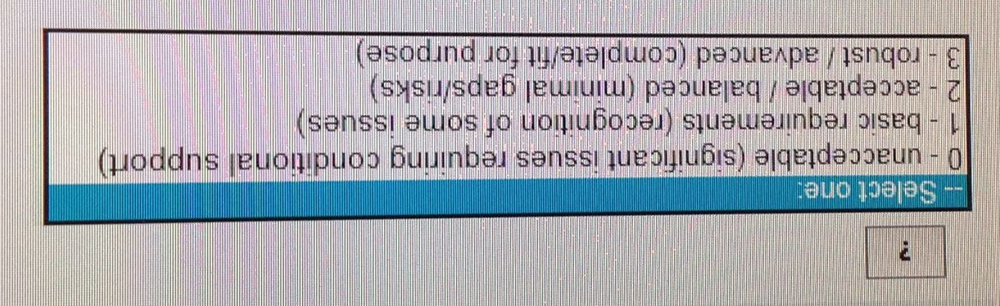 ?
-- Select one:
0 - unacceptable (significant issues requiring conditional support)
1 - basic requirements (recognition of some issues)
2 - acceptable / balanced (minimal gaps/risks)
3 - robust / advanced (complete/fit for purpose)